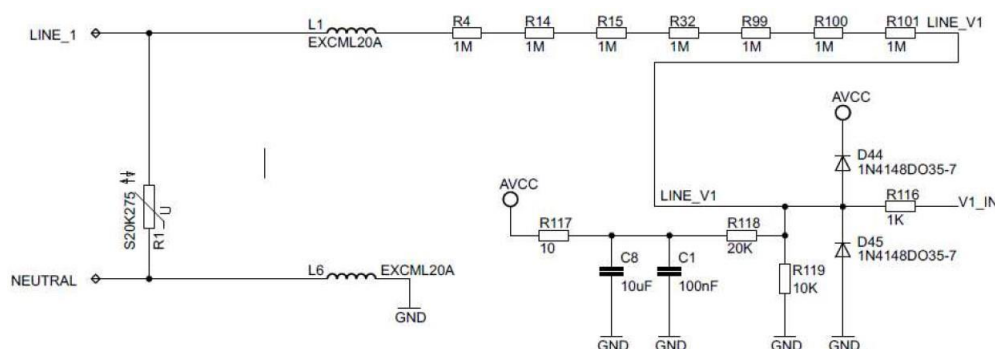 LINE_1
L1
EXCML20A
R4
1M
R14
1M
R15
1M
R32
1M
R99
1M
R100
1M
R101
1M
LINE_V1
S20K275
R1
U
NEUTRAL
L6
EXCML20A
GND
AVCC
R117
10
C8
10uF
GND
C1
100nF
GND
R118
20K
LINE_V1
R119
10K
GND
AVCC
D44
1N4148DO35-7
R116
1K
V1_IN
D45
1N4148DO35-7
GND